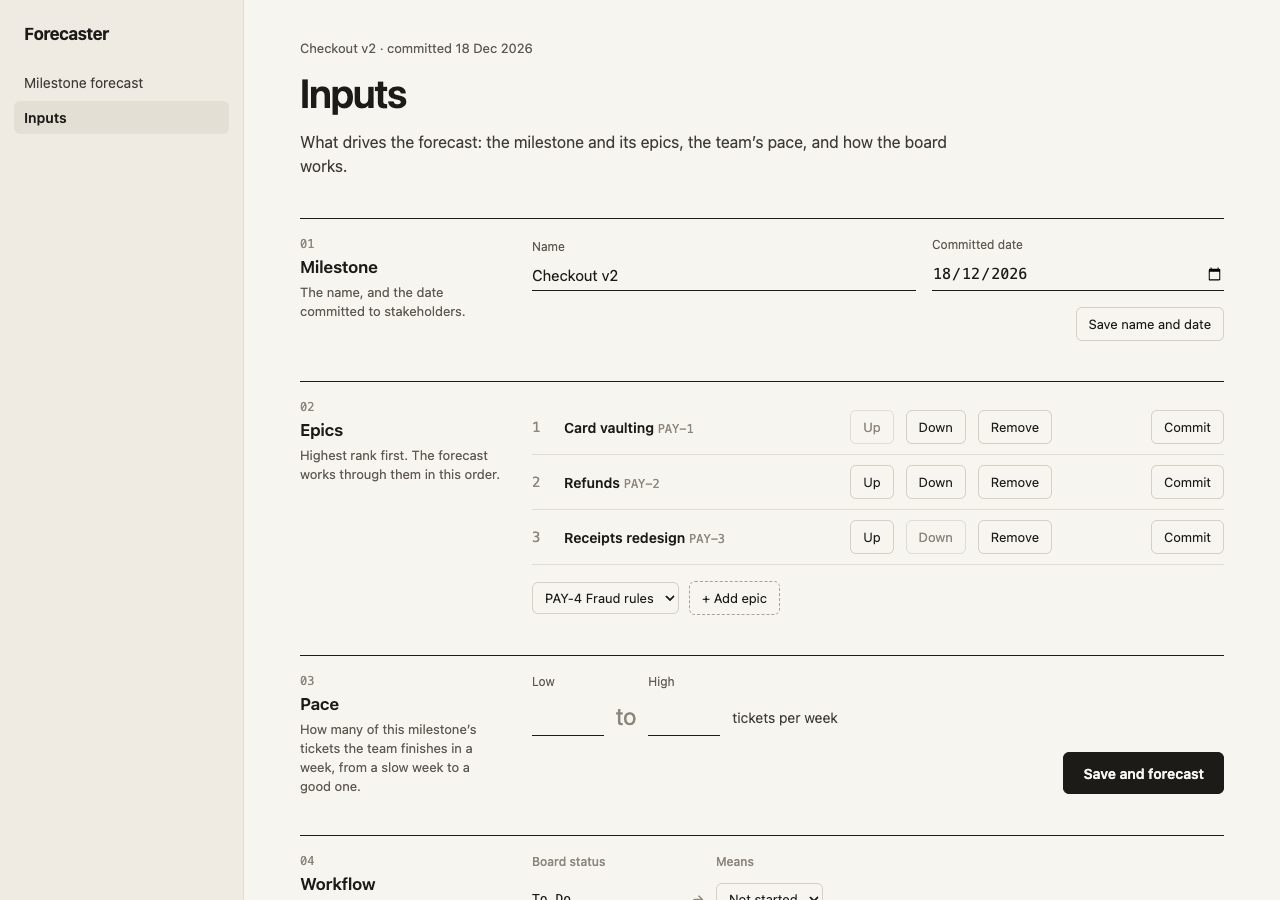 Forecaster
Milestone forecast
Inputs
Checkout v2 · committed 18 Dec 2026
Inputs
What drives the forecast: the milestone and its epics, the team’s pace, and how the board
works.
01
Milestone
The name, and the date
committed to stakeholders.
Name
Checkout v2
Committed date
18/12/2026
Save name and date
02
Epics
Highest rank first. The forecast
works through them in this order.
1 Card vaulting PAY-1 Up Down Remove Commit
2 Refunds PAY-2 Up Down Remove Commit
3 Receipts redesign PAY-3 Up Down Remove Commit
PAY-4 Fraud rules + Add epic
03
Pace
How many of this milestone’s
tickets the team finishes in a
week, from a slow week to a
good one.
Low High
to tickets per week
Save and forecast
04
Workflow
Board status Means
To Do → Not started